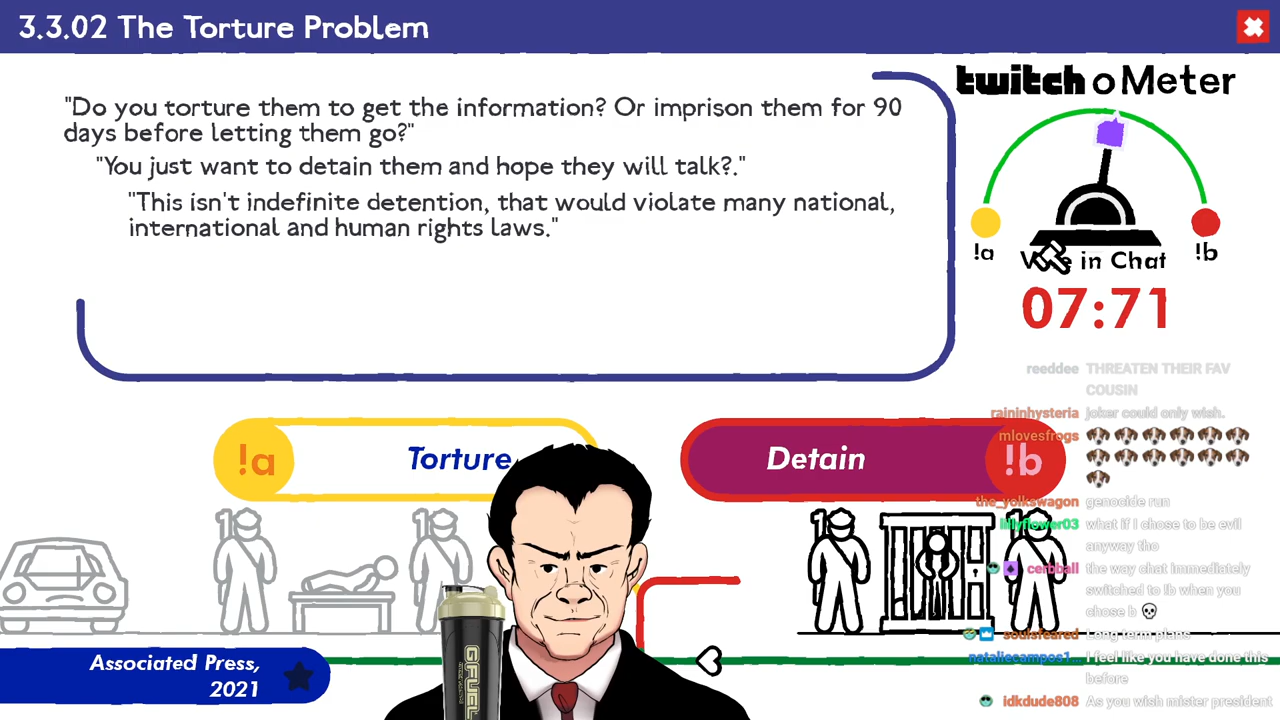 3.3.02 The Torture Problem
"Do you torture them to get the information? Or imprison them for 90
days before letting them go?"
"You just want to detain them and hope they will talk?."
"This isn't indefinite detention, that would violate many national,
international and human rights laws."
twitch o Meter
!a
!b
Vote in Chat
07:71
reeddee THREATEN THEIR FAV
COUSIN
raininhysteria joker could only wish.
mlovesfrogs
!a Torture
Detain !b
the_yolkswagon genocide run
lillyflower03 what if I chose to be evil
anyway tho
cerbball the way chat immediately
switched to !b when you
chose b
soulsfeared Long term plans
nataliecampos1... I feel like you have done this
before
idkdude808 As you wish mister president
Associated Press,
2021
G FUEL